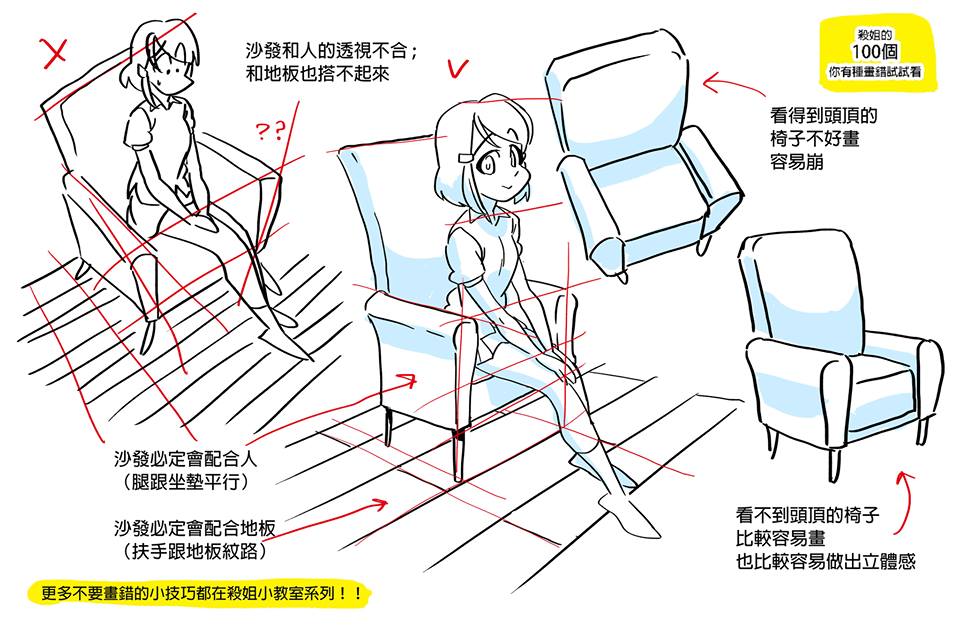 沙發和人的透視不合；
和地板也搭不起來
殺姐的
100個
你有種畫錯試試看
看得到頭頂的
椅子不好畫
容易崩
??
沙發必定會配合人
（腿跟坐墊平行）
沙發必定會配合地板
（扶手跟地板紋路）
看不到頭頂的椅子
比較容易畫
也比較容易做出立體感
更多不要畫錯的小技巧都在殺姐小教室系列！！